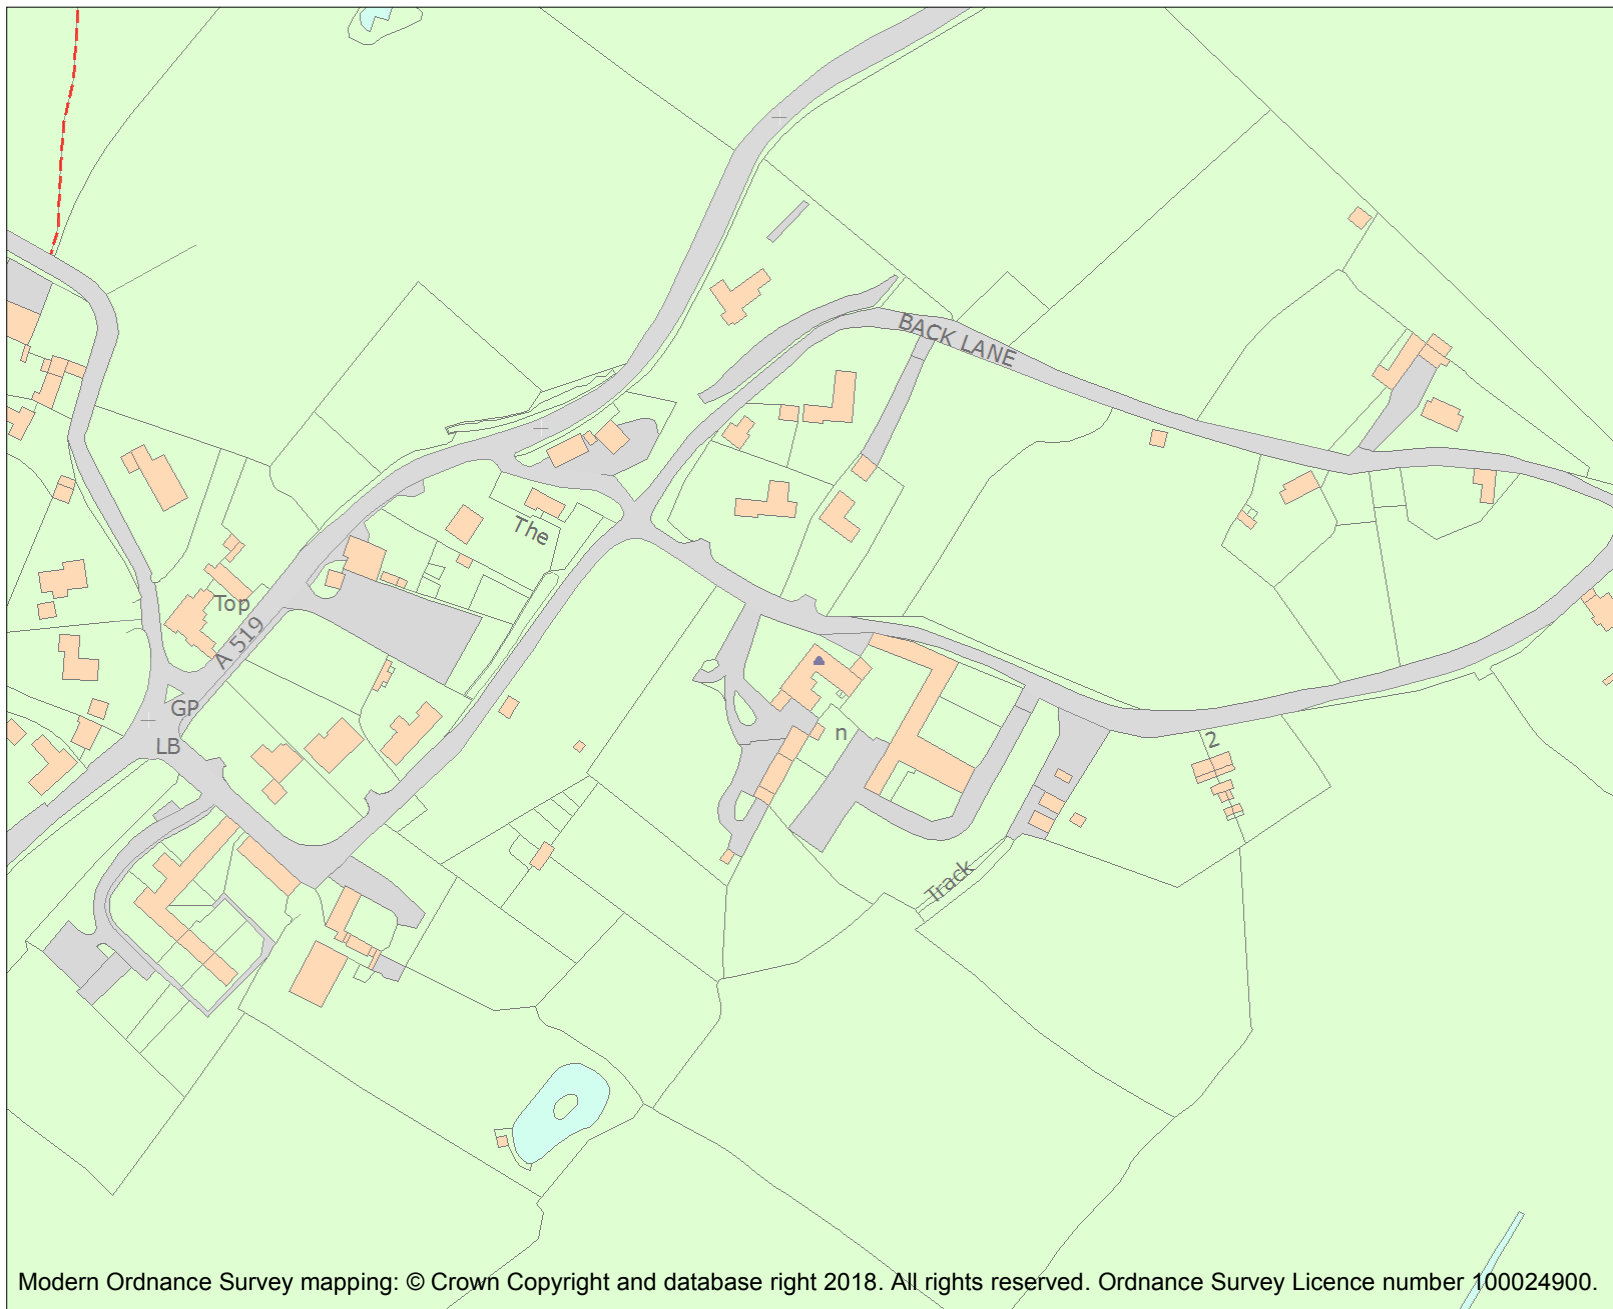 BACK LANE
The
Top
A 519
GP
LB
n
2
Track
Modern Ordnance Survey mapping: © Crown Copyright and database right 2018. All rights reserved. Ordnance Survey Licence number 100024900.